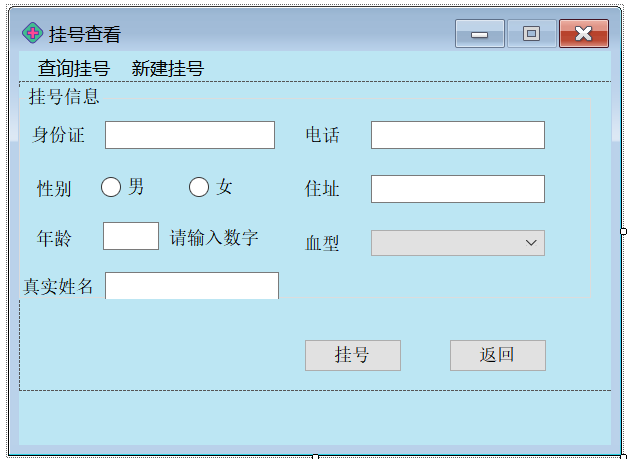 挂号查看
查询挂号 新建挂号
挂号信息
身份证 电话
性别 男 女 住址
年龄 请输入数字 血型
真实姓名
挂号 返回